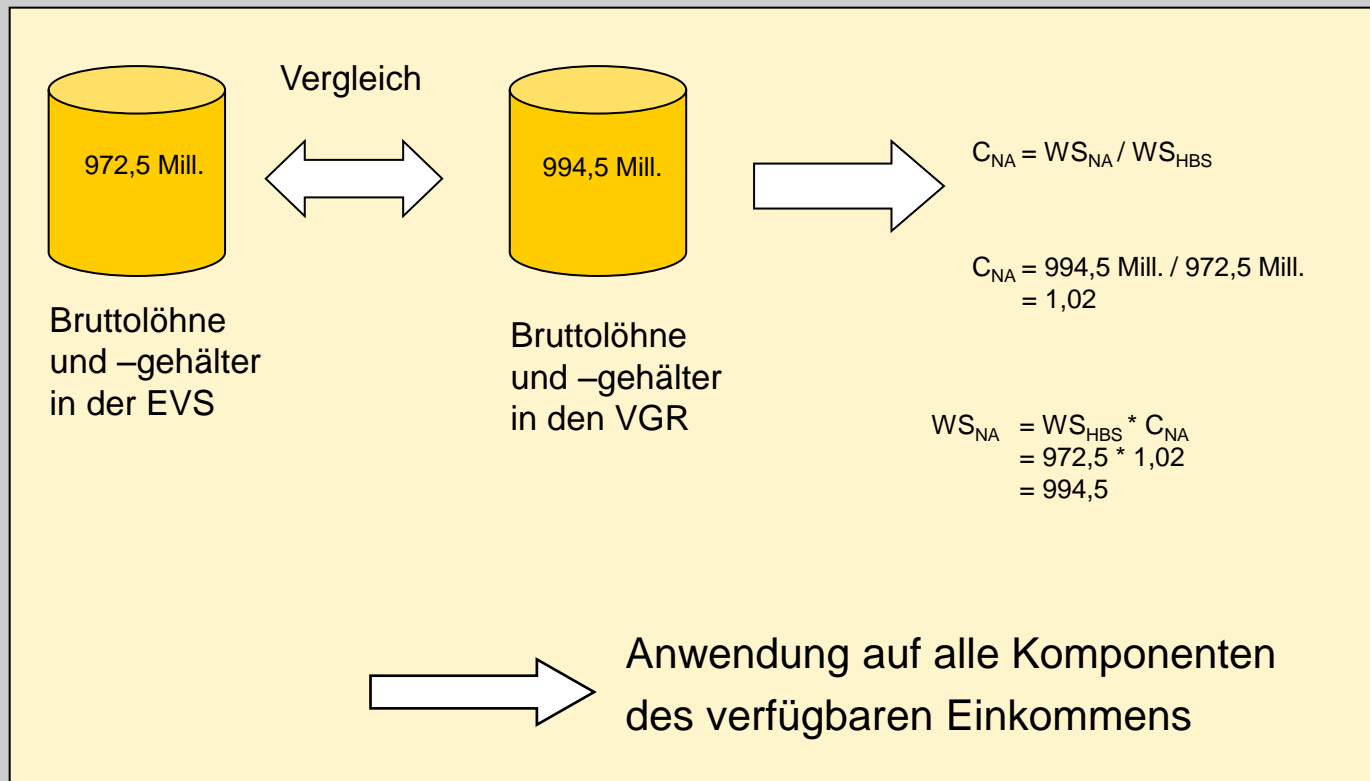 Vergleich
972,5 Mill.
994,5 Mill.
Bruttolöhne
und –gehälter
in der EVS
Bruttolöhne
und –gehälter
in den VGR
C_NA = WS_NA / WS_HBS
C_NA = 994,5 Mill. / 972,5 Mill.
= 1,02
WS_NA = WS_HBS * C_NA
= 972,5 * 1,02
= 994,5
Anwendung auf alle Komponenten
des verfügbaren Einkommens